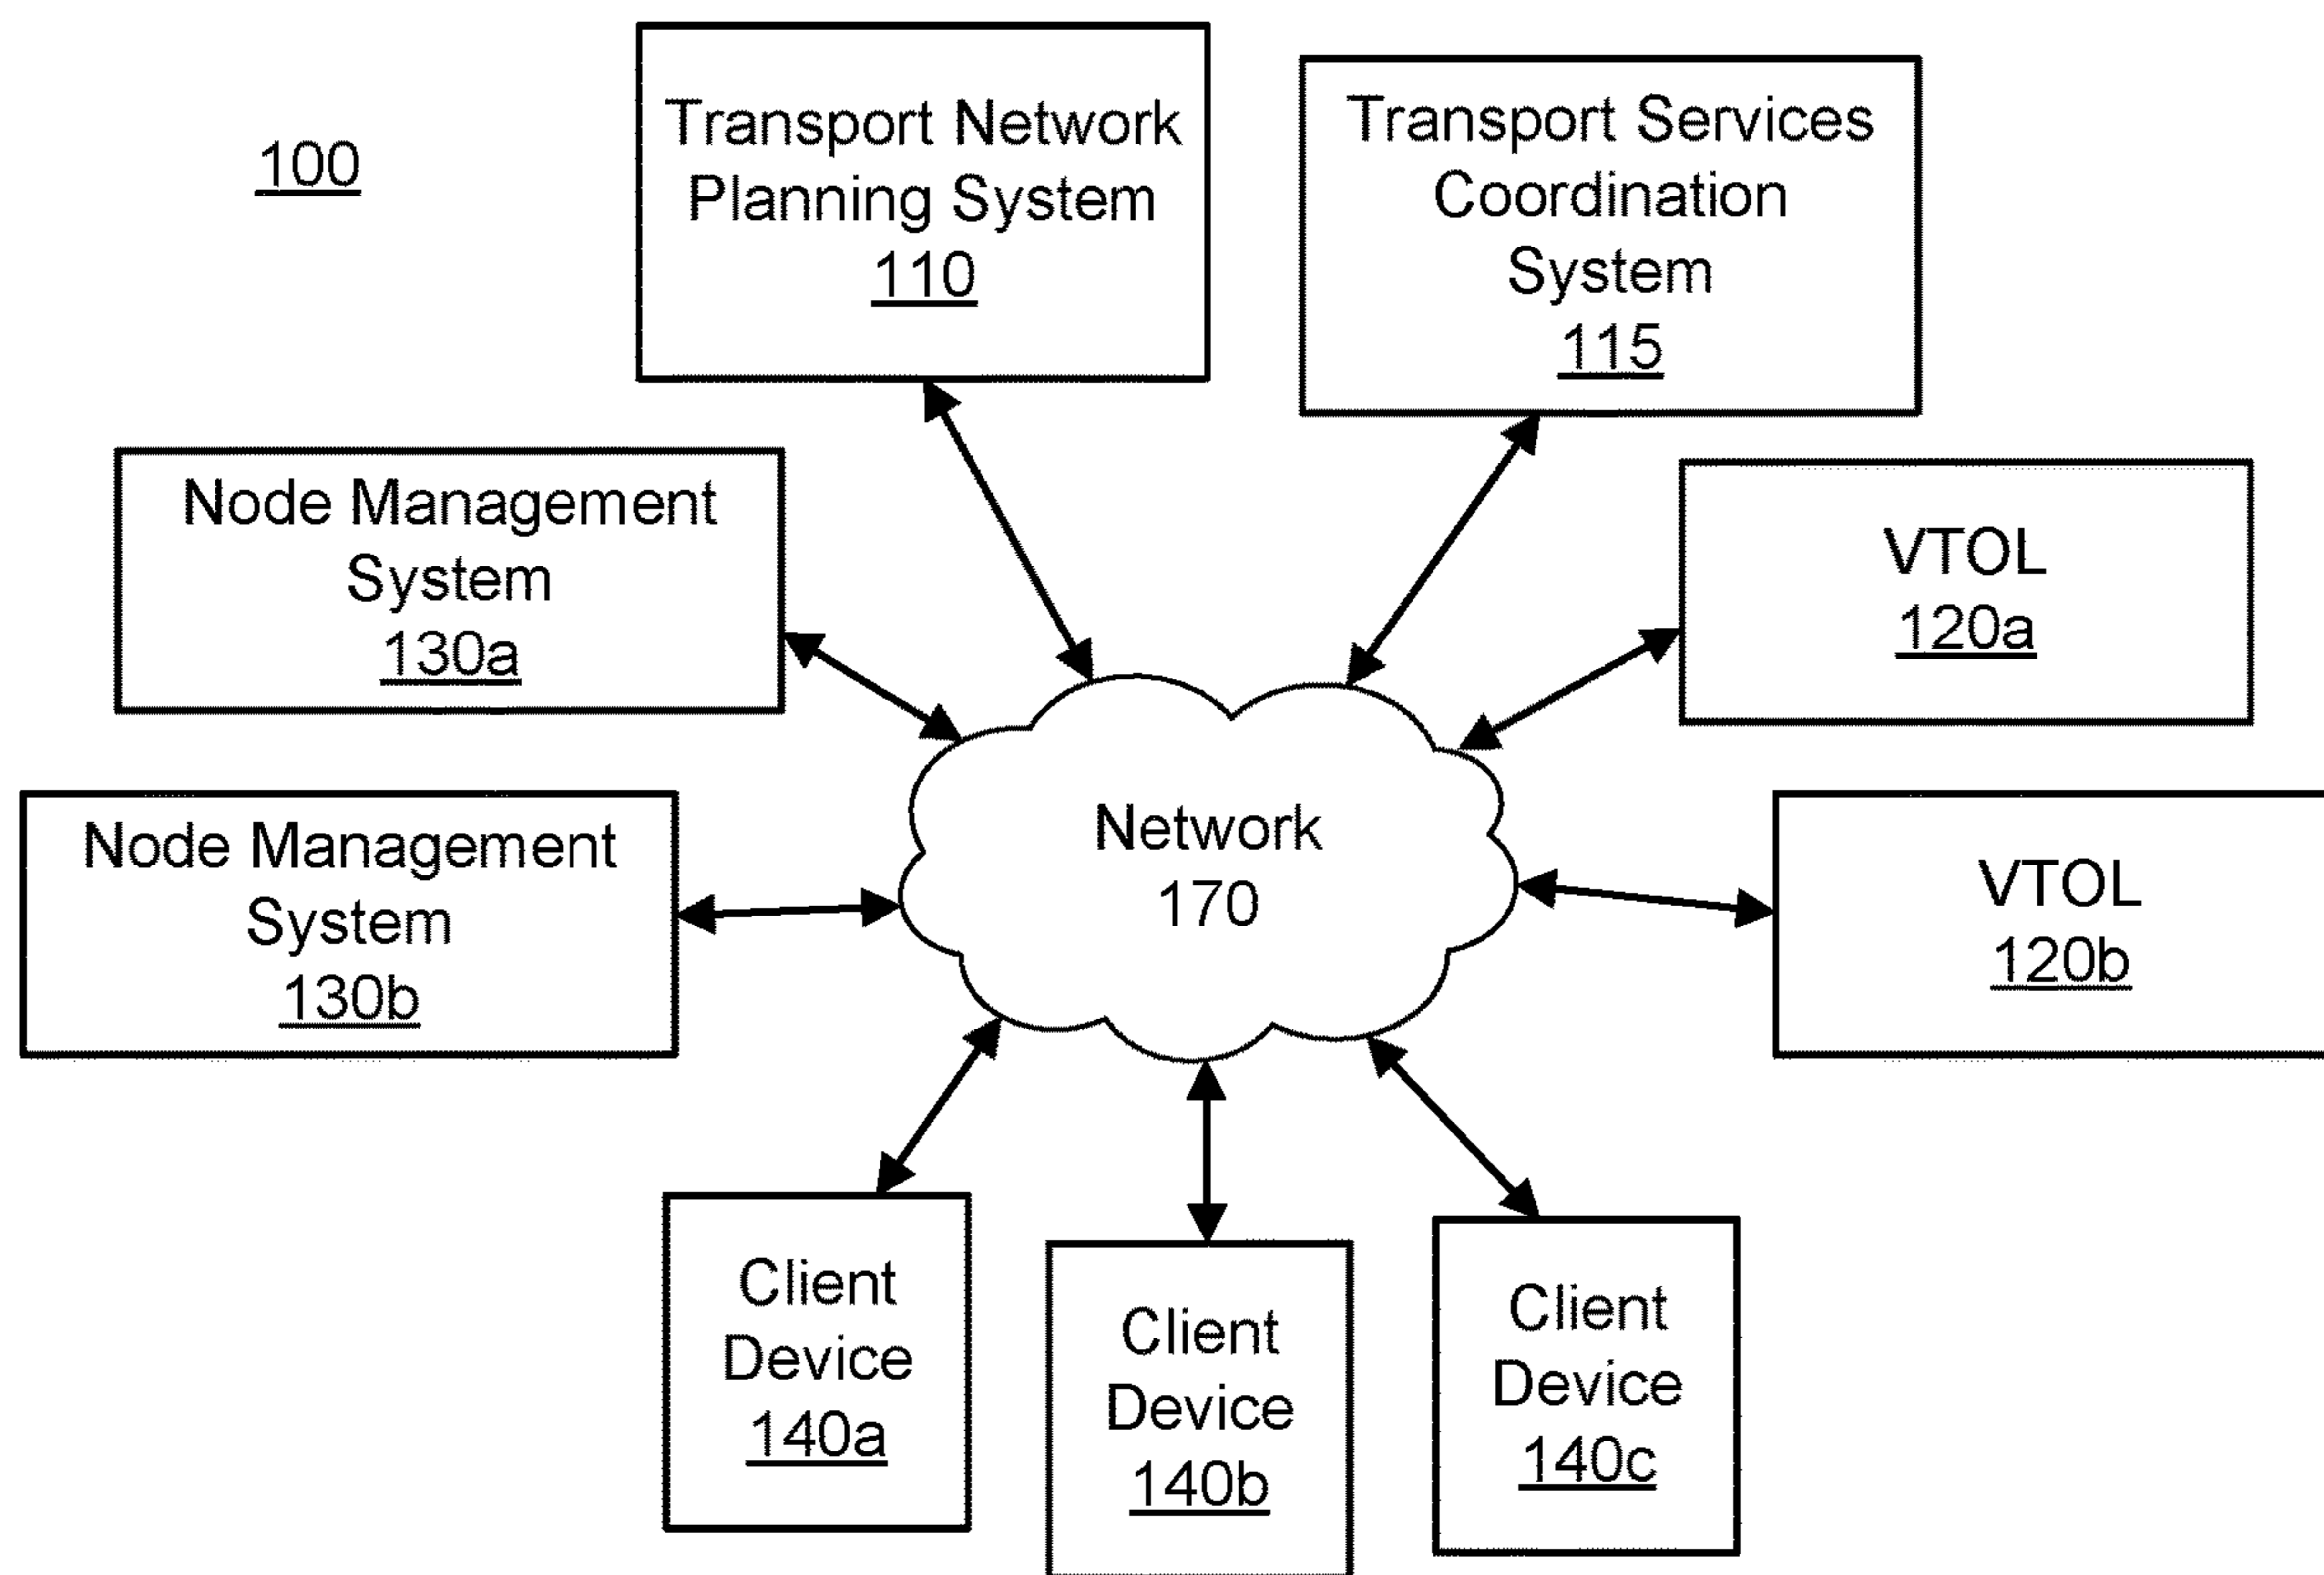 100
Transport Network
Planning System
110
Transport Services
Coordination
System
115
Node Management
System
130a
VTOL
120a
Node Management
System
130b
Network
170
VTOL
120b
Client
Device
140a
Client
Device
140b
Client
Device
140c